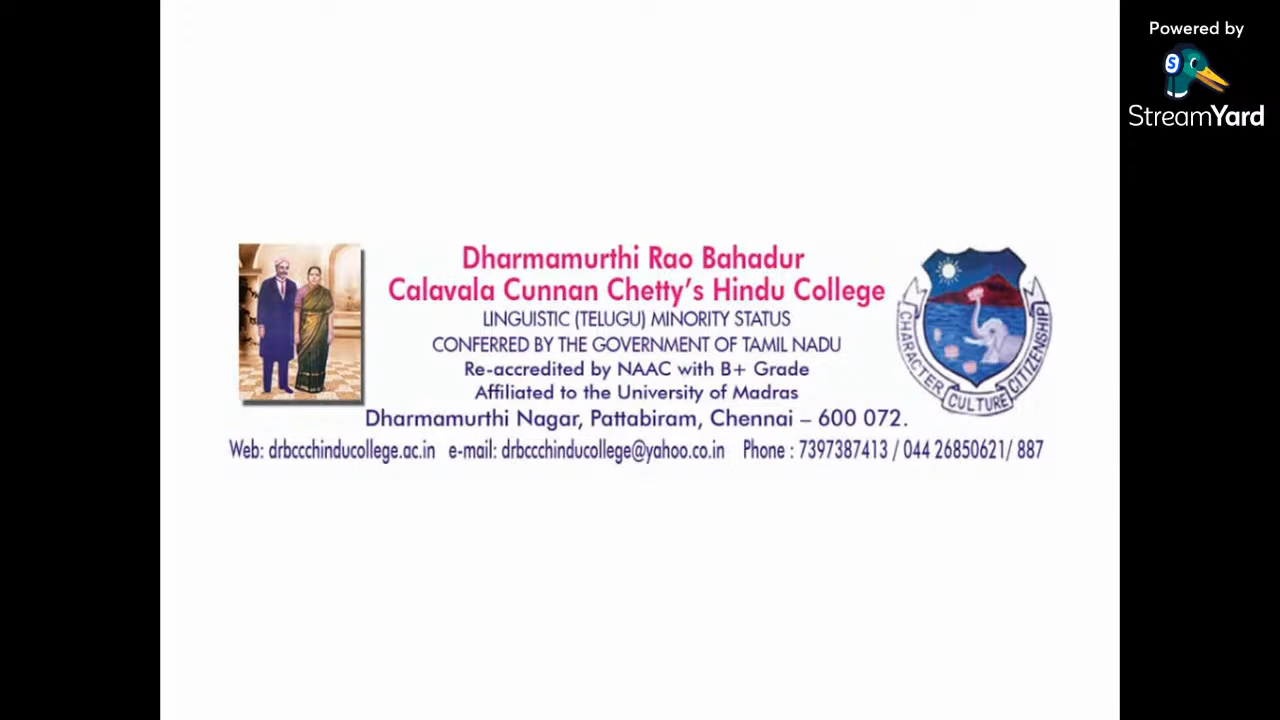 Powered by
StreamYard
Dharmamurthi Rao Bahadur
Calavala Cunnan Chetty's Hindu College
LINGUISTIC (TELUGU) MINORITY STATUS
CONFERRED BY THE GOVERNMENT OF TAMIL NADU
Re-accredited by NAAC with B+ Grade
Affiliated to the University of Madras
Dharmamurthi Nagar, Pattabiram, Chennai – 600 072.
Web: drbccchinducollege.ac.in e-mail: drbccchinducollege@yahoo.co.in Phone : 7397387413 / 044 26850621/ 887
CHARACTER CULTURE CITIZENSHIP
S